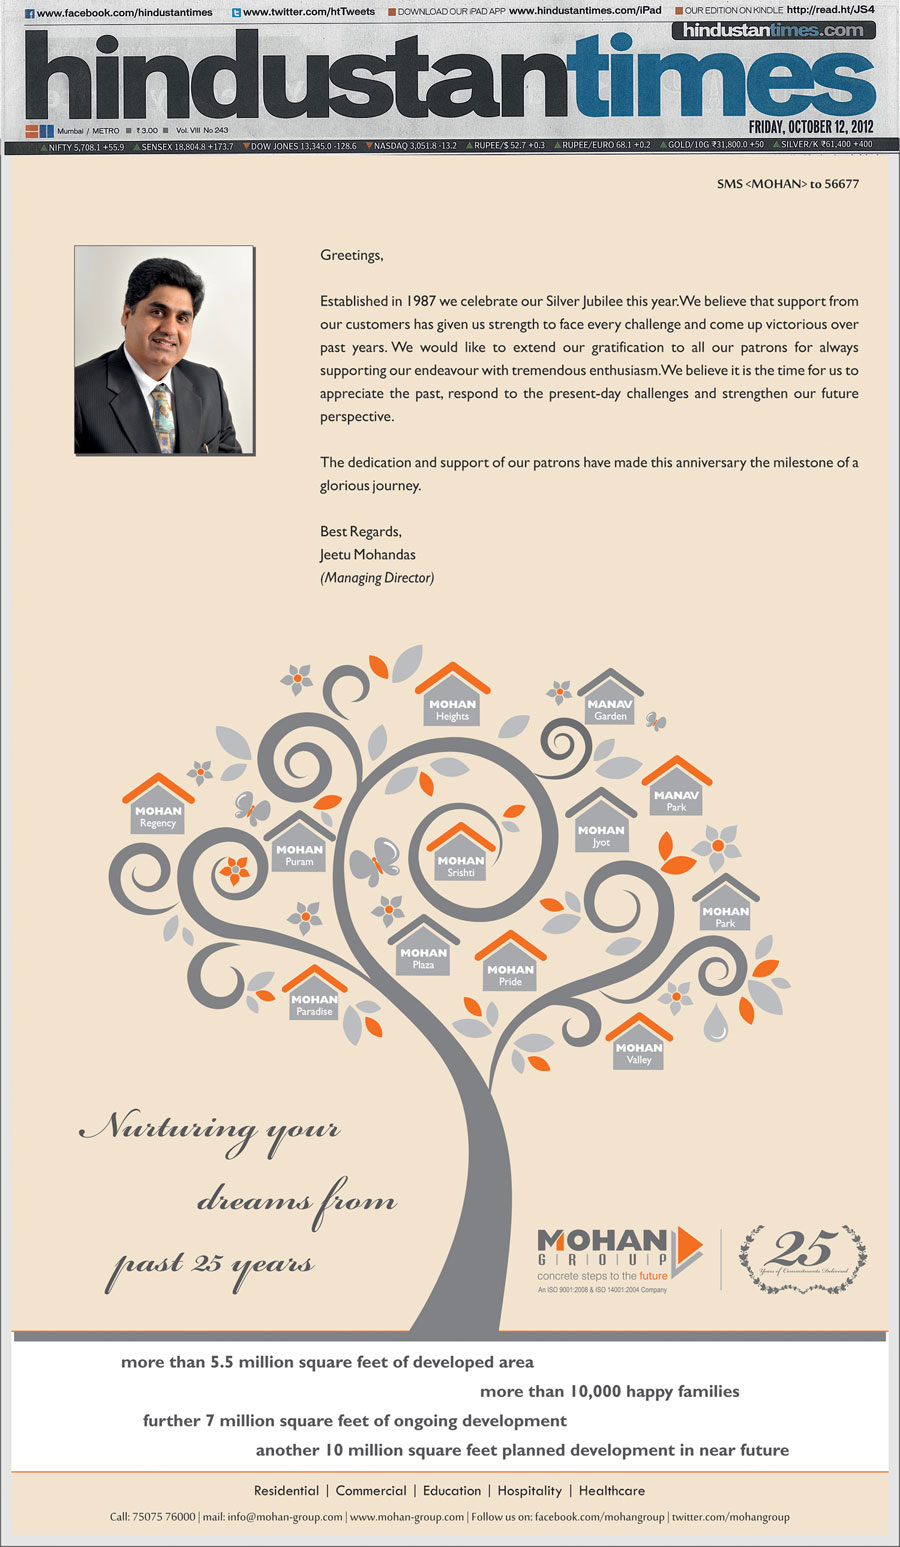 www.facebook.com/hindustantimes www.twitter.com/htTweets DOWNLOAD OUR iPAD APP www.hindustantimes.com/iPad OUR EDITION ON KINDLE http://read.ht/JS4
hindustantimes.com
hindustantimes
Mumbai / METRO ₹ 3.00 Vol. VIII No 243
FRIDAY, OCTOBER 12, 2012
▲NIFTY 5,708.1 +55.9 ▲SENSEX 18,804.8 +173.7 ▼DOW JONES 13,345.0 -128.6 ▼NASDAQ 3,051.8 -13.2 ▲RUPEE/$ 52.7 +0.3 ▲RUPEE/EURO 68.1 +0.2 ▲GOLD/10G ₹31,800.0 +50 ▲SILVER/K ₹61,400 +400
SMS <MOHAN> to 56677
Greetings,
Established in 1987 we celebrate our Silver Jubilee this year.We believe that support from
our customers has given us strength to face every challenge and come up victorious over
past years. We would like to extend our gratification to all our patrons for always
supporting our endeavour with tremendous enthusiasm.We believe it is the time for us to
appreciate the past, respond to the present-day challenges and strengthen our future
perspective.
The dedication and support of our patrons have made this anniversary the milestone of a
glorious journey.
Best Regards,
Jeetu Mohandas
(Managing Director)
MOHAN
Heights
MANAV
Garden
MOHAN
Regency
MANAV
Park
MOHAN
Puram
MOHAN
Jyot
MOHAN
Srishti
MOHAN
Park
MOHAN
Plaza
MOHAN
Pride
MOHAN
Paradise
MOHAN
Valley
Nurturing your
dreams from
past 25 years
MOHAN
G|R|O|U|P
concrete steps to the future
An ISO 9001:2008 & ISO 14001:2004 Company
25
Years of Commitments Delivered
more than 5.5 million square feet of developed area
more than 10,000 happy families
further 7 million square feet of ongoing development
another 10 million square feet planned development in near future
Residential | Commercial | Education | Hospitality | Healthcare
Call: 75075 76000 | mail: info@mohan-group.com | www.mohan-group.com | Follow us on: facebook.com/mohangroup | twitter.com/mohangroup